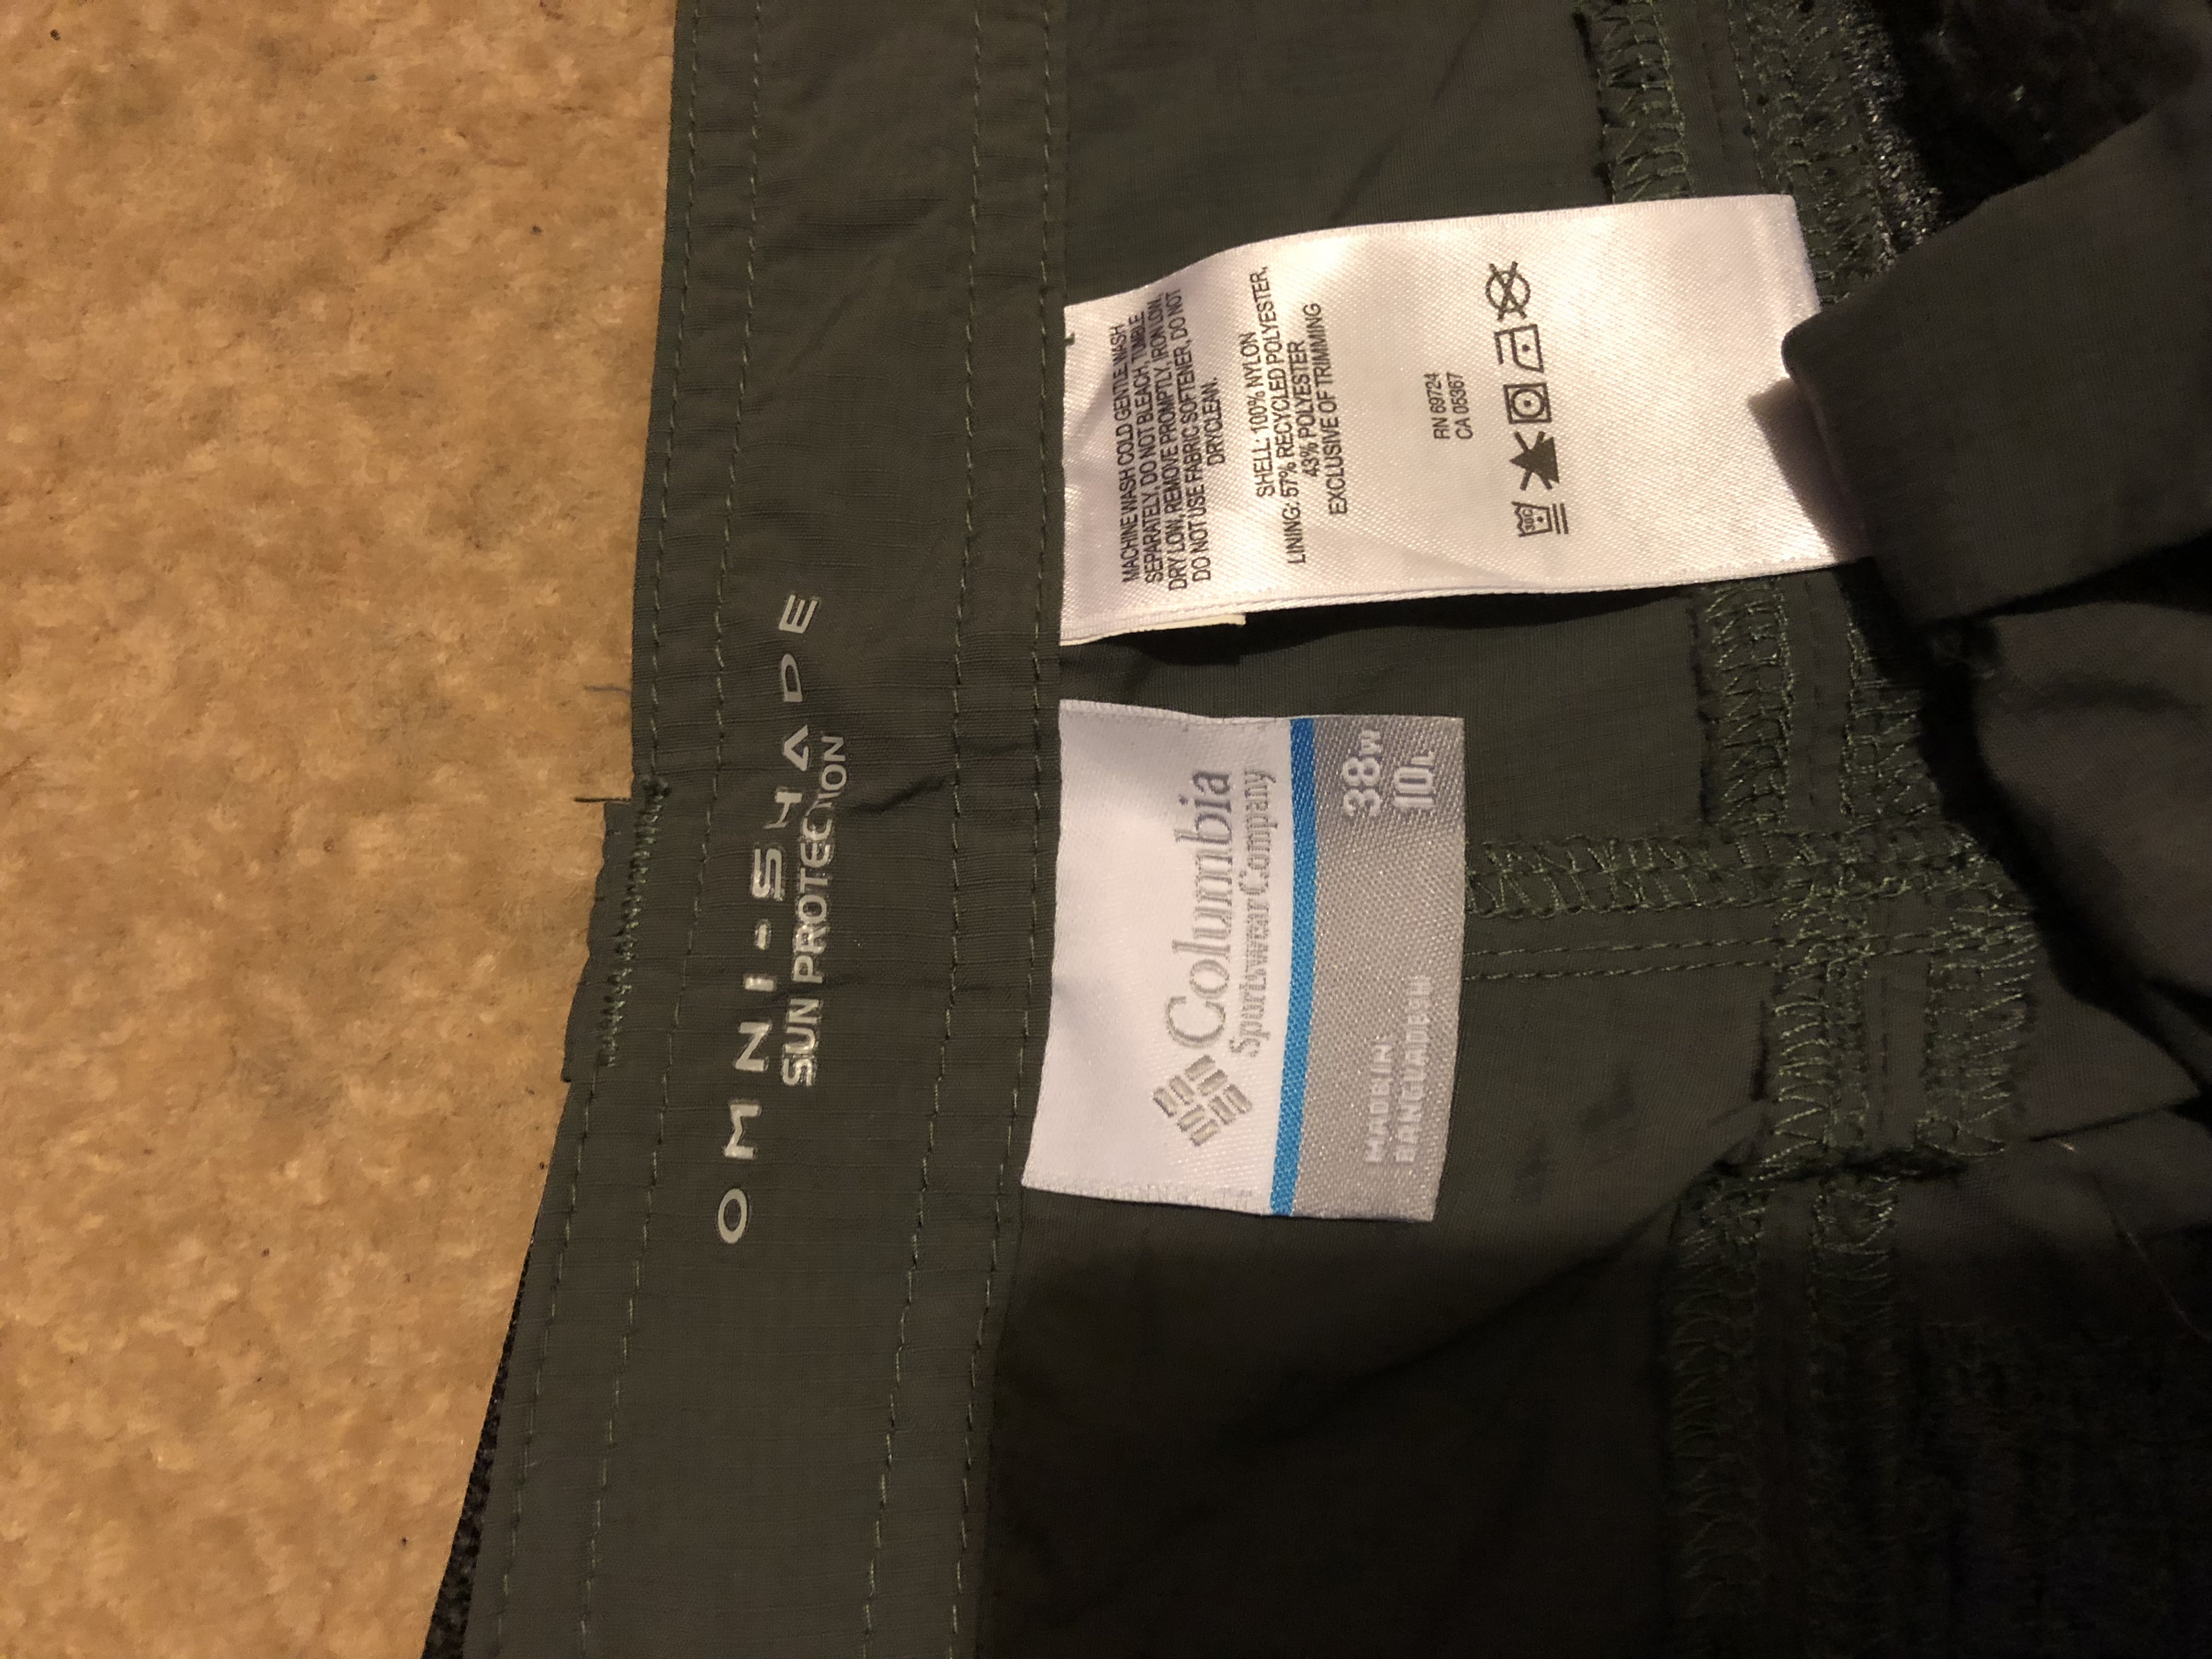 OMNI-SHADE
SUN PROTECTION
Columbia
Sportswear Company
38W
10L
MADE IN:
BANGLADESH
MACHINE WASH COLD GENTLE, WASH
SEPARATELY, DO NOT BLEACH, TUMBLE
DRY LOW, REMOVE PROMPTLY, IRON LOW,
DO NOT USE FABRIC SOFTENER, DO NOT
DRYCLEAN.
SHELL: 100% NYLON
LINING: 57% RECYCLED POLYESTER,
43% POLYESTER
EXCLUSIVE OF TRIMMING
RN 69724
CA 05367
30C